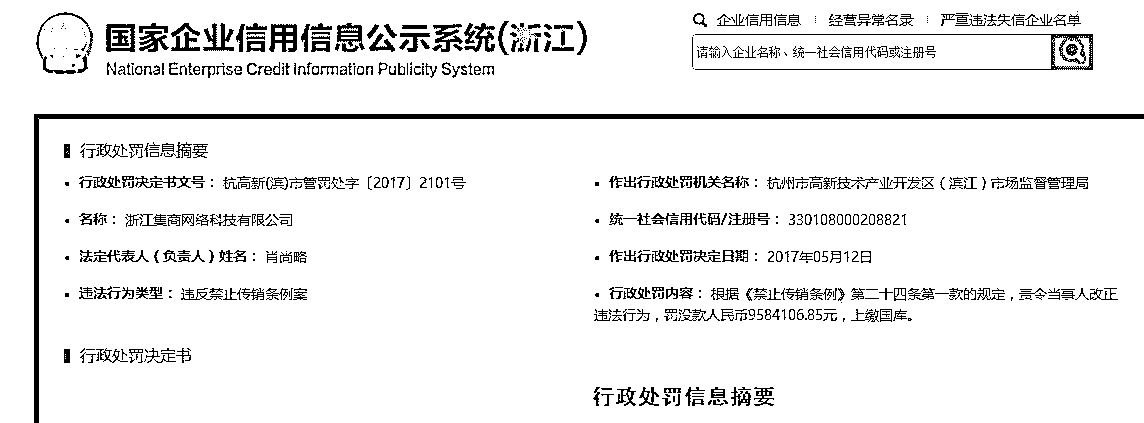 国家企业信用信息公示系统(浙江)
National Enterprise Credit Information Publicity System
企业信用信息 | 经营异常名录 | 严重违法失信企业名单
请输入企业名称、统一社会信用代码或注册号
行政处罚信息摘要
行政处罚决定书文号：杭高新(滨)市管罚处字〔2017〕2101号
作出行政处罚机关名称：杭州市高新技术产业开发区（滨江）市场监督管理局
名称：浙江集商网络科技有限公司
统一社会信用代码/注册号：330108000208821
法定代表人（负责人）姓名：肖尚略
作出行政处罚决定日期：2017年05月12日
违法行为类型：违反禁止传销条例案
行政处罚内容：根据《禁止传销条例》第二十四条第一款的规定，责令当事人改正
违法行为，罚没款人民币9584106.85元，上缴国库。
行政处罚决定书
行政处罚信息摘要